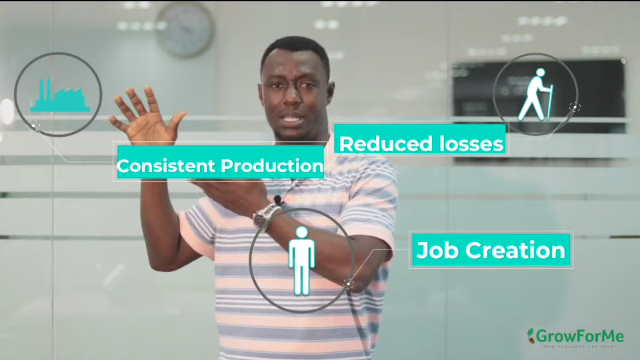 Reduced losses
Consistent Production
Job Creation
GrowForMe